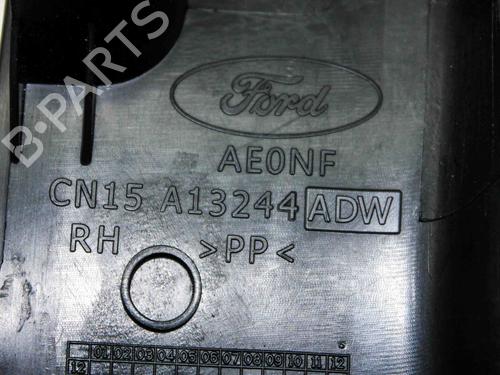 B-PARTS
Ford
AE0NF
CN15 A13244 ADW
RH >PP<
5
01 02 03 04 05 06 07 08 09 10 11 12
12